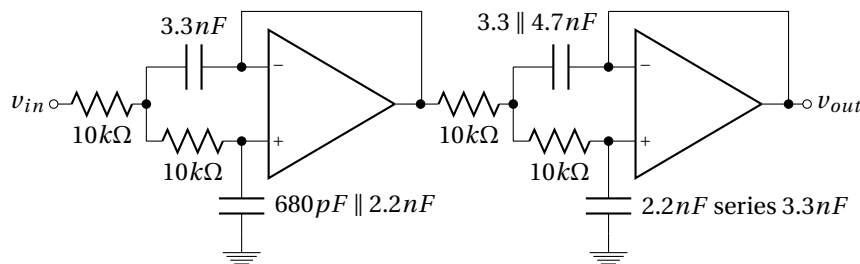 3.3nF
3.3 ∥ 4.7nF
−
−
v_in
v_out
10kΩ
10kΩ
+
+
10kΩ
10kΩ
680pF ∥ 2.2nF
2.2nF series 3.3nF